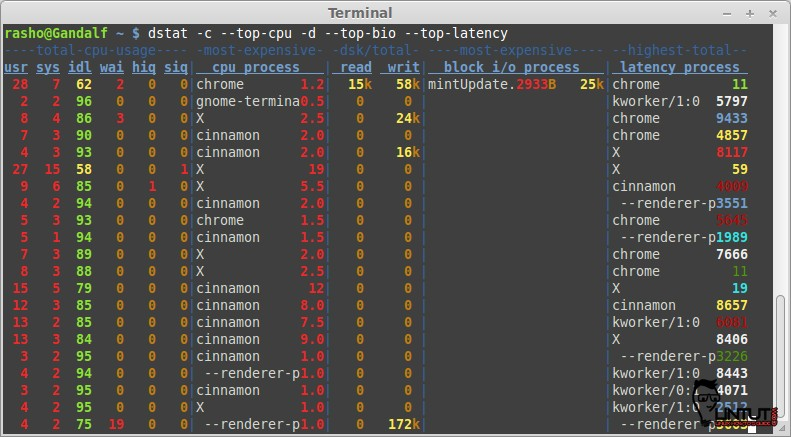 Terminal
rasho@Gandalf ~ $ dstat -c --top-cpu -d --top-bio --top-latency
----total-cpu-usage---- -most-expensive- -dsk/total- ----most-expensive---- --highest-total--
usr sys idl wai hiq siq| cpu process | read writ| block i/o process | latency process
28 7 62 2 0 0|chrome 1.2| 15k 58k|mintUpdate.2933B 25k|chrome 11
2 2 96 0 0 0|gnome-termina0.5| 0 0 | |kworker/1:0 5797
8 4 86 3 0 0|X 2.5| 0 24k| |chrome 9433
7 3 90 0 0 0|cinnamon 2.0| 0 0 | |chrome 4857
4 3 93 0 0 0|cinnamon 2.0| 0 16k| |X 8117
27 15 58 0 0 1|X 19| 0 0 | |X 59
9 6 85 0 1 0|X 5.5| 0 0 | |cinnamon 4009
4 2 94 0 0 0|cinnamon 2.0| 0 0 | | --renderer-p3551
5 3 93 0 0 0|chrome 1.5| 0 0 | |chrome 5645
5 1 94 0 0 0|cinnamon 1.5| 0 0 | | --renderer-p1989
7 3 89 0 0 0|X 2.0| 0 0 | |chrome 7666
8 3 88 0 0 0|X 2.5| 0 0 | |chrome 11
15 5 79 0 0 0|cinnamon 12| 0 0 | |X 19
12 3 85 0 0 0|cinnamon 8.0| 0 0 | |cinnamon 8657
13 2 85 0 0 0|cinnamon 7.5| 0 0 | |kworker/1:0 6081
13 3 84 0 0 0|cinnamon 9.0| 0 0 | |X 8406
3 2 95 0 0 0|cinnamon 1.0| 0 0 | | --renderer-p3226
4 2 94 0 0 0| --renderer-p1.0| 0 0 | |kworker/1:0 8443
3 2 95 0 0 0|cinnamon 1.0| 0 0 | |kworker/0: 4071
4 2 95 0 0 0|X 1.0| 0 0 | |kworker/1:0 2512
4 2 75 19 0 0| --renderer-p1.0| 0 172k| | --renderer-p
LINTUT